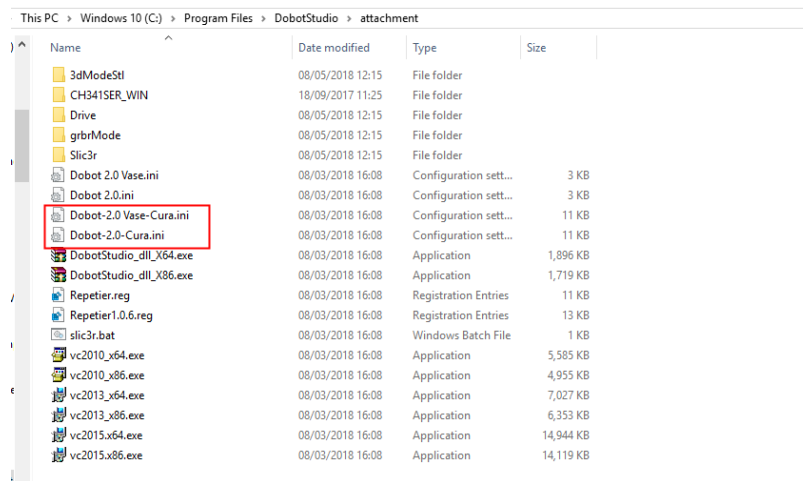 This PC > Windows 10 (C:) > Program Files > DobotStudio > attachment
Name Date modified Type Size
3dModeStl 08/05/2018 12:15 File folder
CH341SER_WIN 18/09/2017 11:25 File folder
Drive 08/05/2018 12:15 File folder
grbrMode 08/05/2018 12:15 File folder
Slic3r 08/05/2018 12:15 File folder
Dobot 2.0 Vase.ini 08/03/2018 16:08 Configuration sett... 3 KB
Dobot 2.0.ini 08/03/2018 16:08 Configuration sett... 3 KB
Dobot-2.0 Vase-Cura.ini 08/03/2018 16:08 Configuration sett... 11 KB
Dobot-2.0-Cura.ini 08/03/2018 16:08 Configuration sett... 11 KB
DobotStudio_dll_X64.exe 08/03/2018 16:08 Application 1,896 KB
DobotStudio_dll_X86.exe 08/03/2018 16:08 Application 1,719 KB
Repetier.reg 08/03/2018 16:08 Registration Entries 11 KB
Repetier1.0.6.reg 08/03/2018 16:08 Registration Entries 13 KB
slic3r.bat 08/03/2018 16:08 Windows Batch File 1 KB
vc2010_x64.exe 08/03/2018 16:08 Application 5,585 KB
vc2010_x86.exe 08/03/2018 16:08 Application 4,955 KB
vc2013_x64.exe 08/03/2018 16:08 Application 7,027 KB
vc2013_x86.exe 08/03/2018 16:08 Application 6,353 KB
vc2015.x64.exe 08/03/2018 16:08 Application 14,944 KB
vc2015.x86.exe 08/03/2018 16:08 Application 14,119 KB